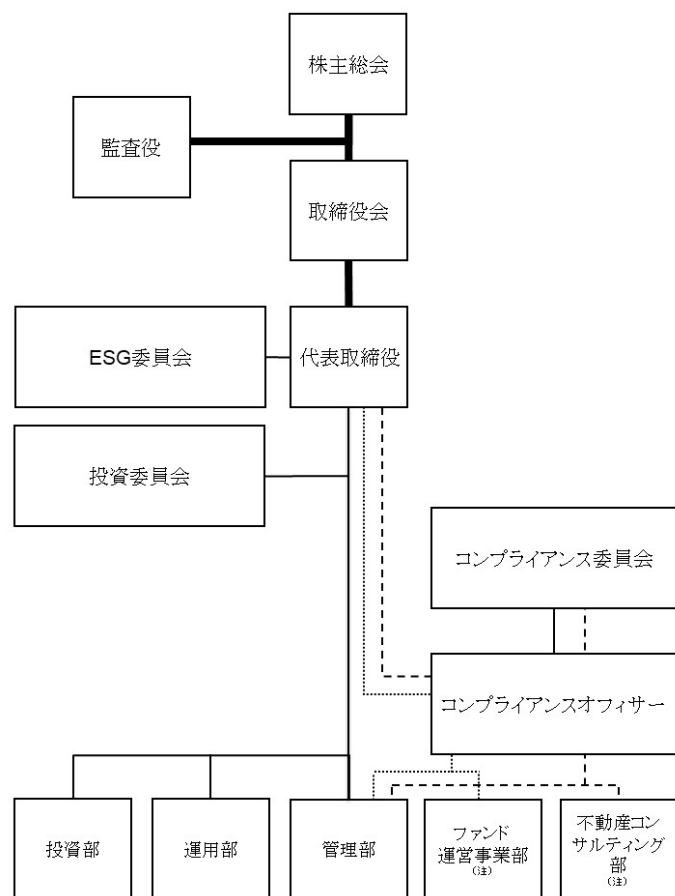 株主総会
監査役
取締役会
ESG委員会
代表取締役
投資委員会
コンプライアンス委員会
コンプライアンスオフィサー
投資部
運用部
管理部
ファンド
運営事業部
(注)
不動産コン
サルティング
部
(注)